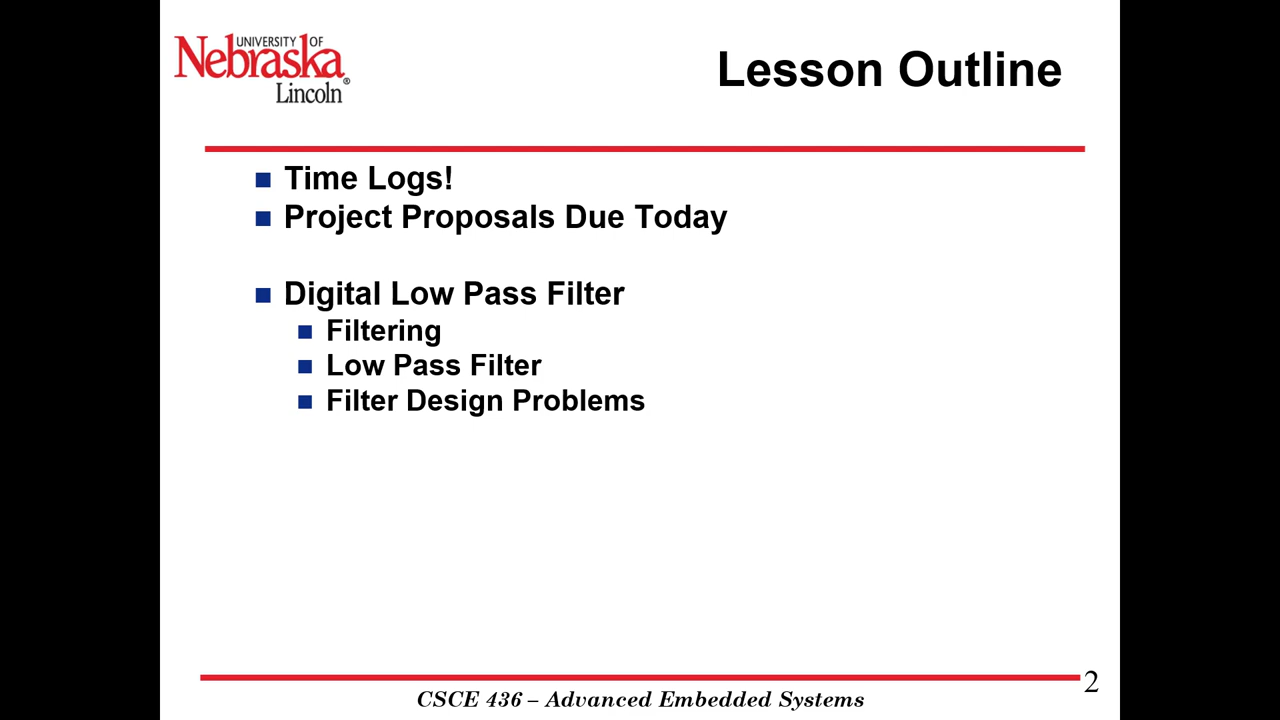 UNIVERSITY OF
Nebraska®
Lincoln
Lesson Outline
Time Logs!
Project Proposals Due Today
Digital Low Pass Filter
Filtering
Low Pass Filter
Filter Design Problems
CSCE 436 – Advanced Embedded Systems
2